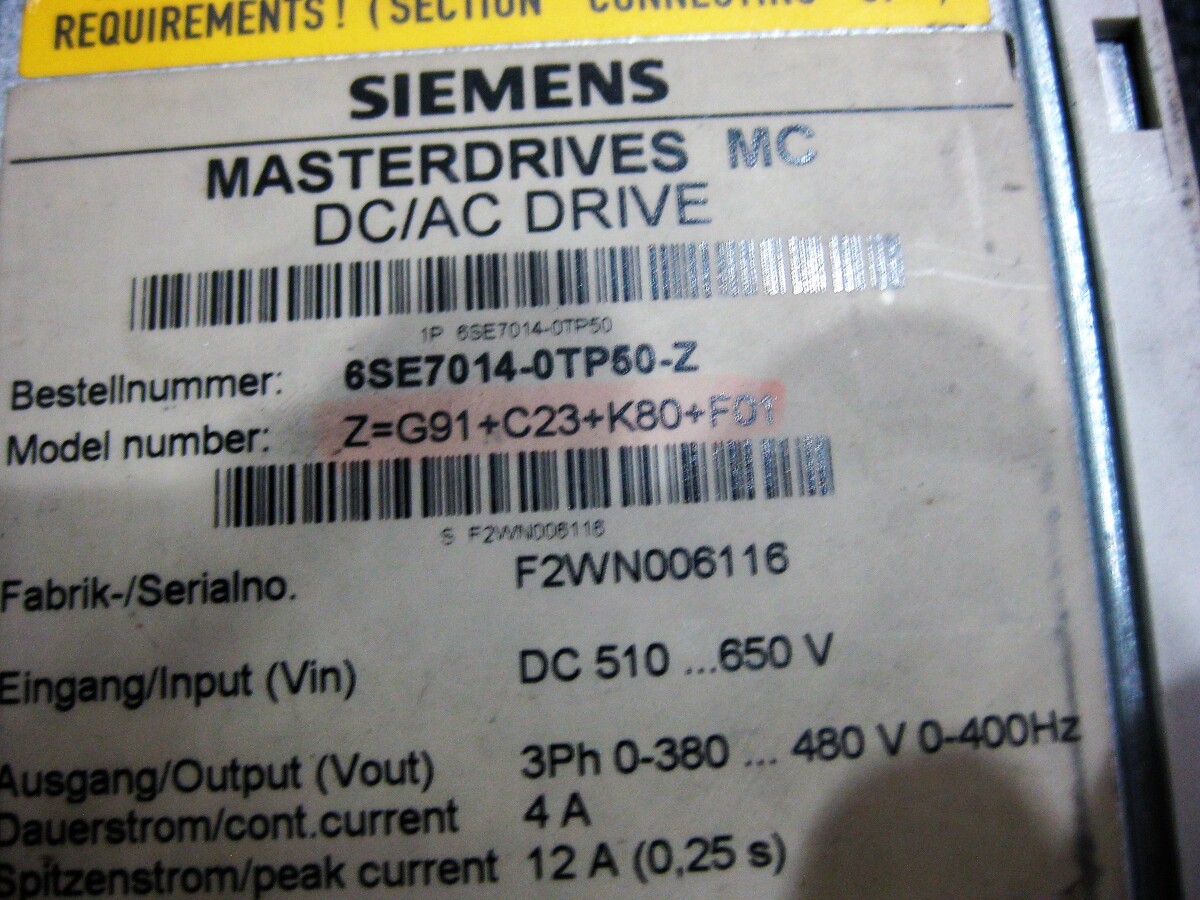 REQUIREMENTS! (SECTION CONNECTING
SIEMENS
MASTERDRIVES MC
DC/AC DRIVE
1P 6SE7014-0TP50
Bestellnummer: 6SE7014-0TP50-Z
Model number: Z=G91+C23+K80+F01
S F2WN006116
Fabrik-/Serialno. F2WN006116
Eingang/Input (Vin) DC 510 ...650 V
Ausgang/Output (Vout) 3Ph 0-380 ... 480 V 0-400Hz
Dauerstrom/cont.current 4 A
Spitzenstrom/peak current 12 A (0,25 s)